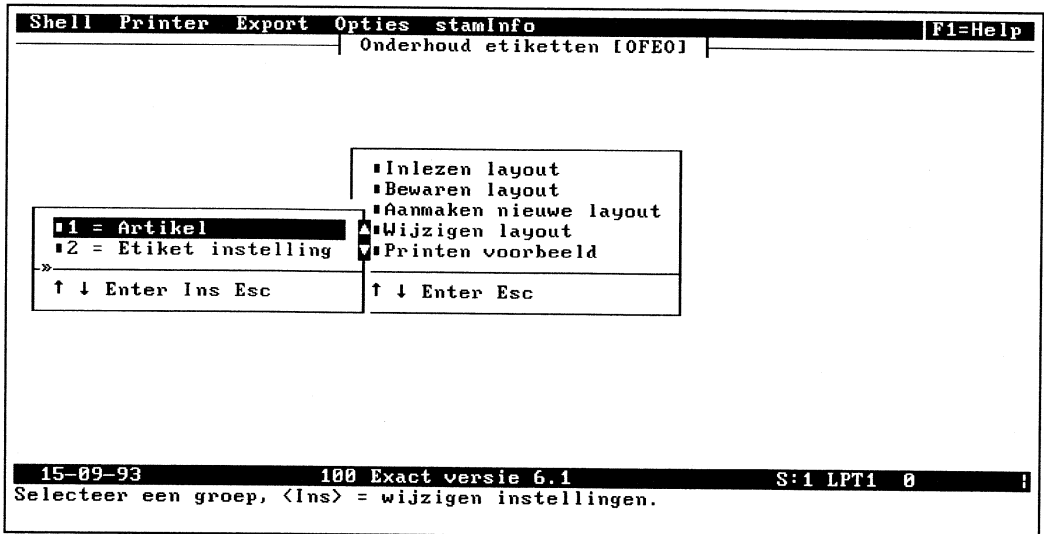 Shell Printer Export Opties stamInfo F1=Help
Onderhoud etiketten [OFEO]
Inlezen layout
Bewaren layout
Aanmaken nieuwe layout
Wijzigen layout
Printen voorbeeld
↑ ↓ Enter Esc
1 = Artikel
2 = Etiket instelling
»
↑ ↓ Enter Ins Esc
15-09-93 100 Exact versie 6.1 S:1 LPT1 0
Selecteer een groep, <Ins> = wijzigen instellingen.